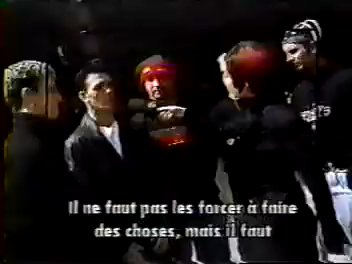 Il ne faut pas les forcer à faire
des choses, mais il faut